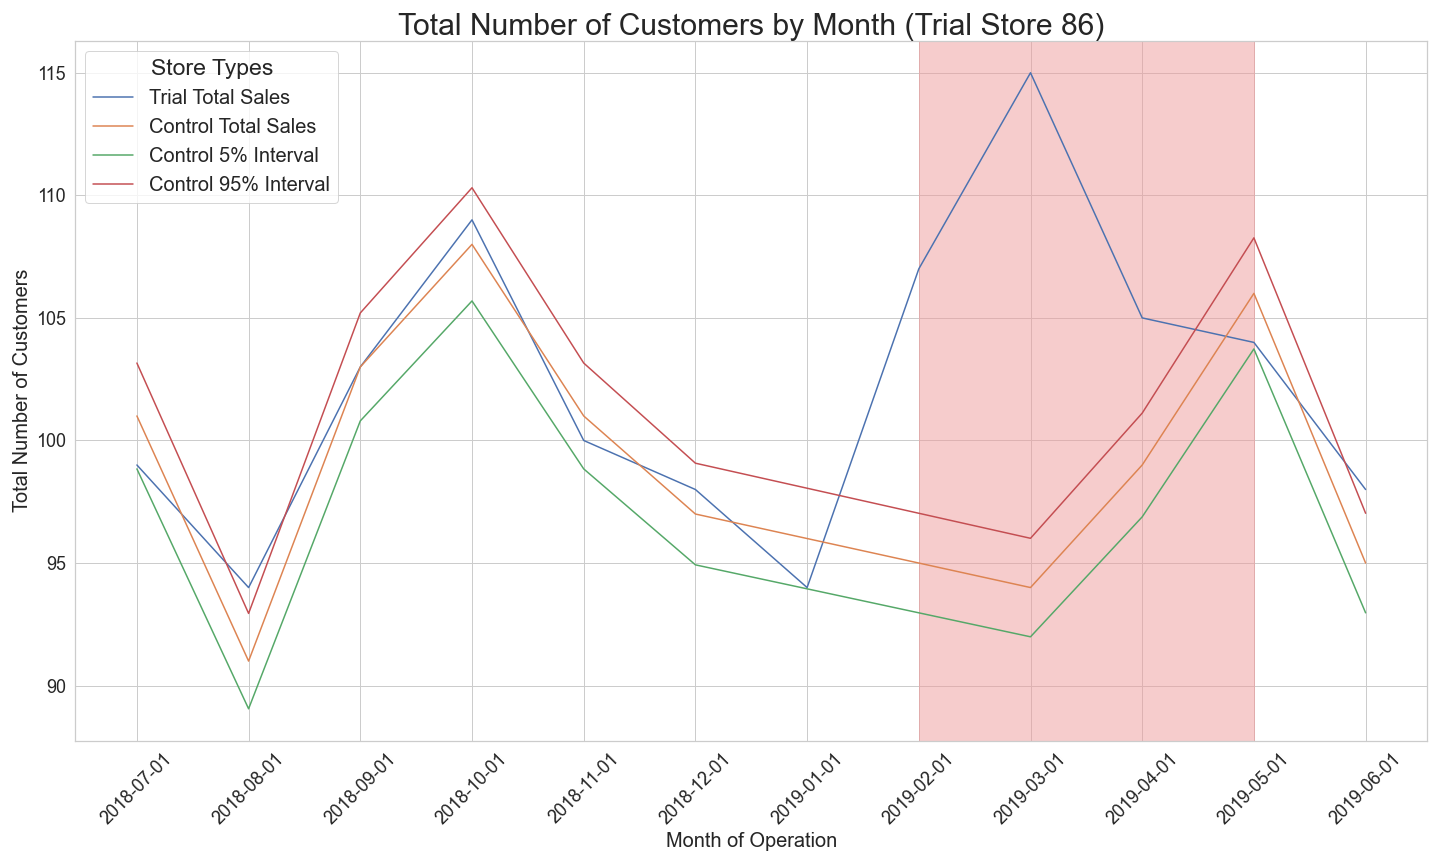 Total Number of Customers by Month (Trial Store 86)
Store Types
Trial Total Sales
Control Total Sales
Control 5% Interval
Control 95% Interval
Total Number of Customers
115
110
105
100
95
90
2018-07-01
2018-08-01
2018-09-01
2018-10-01
2018-11-01
2018-12-01
2019-01-01
2019-02-01
2019-03-01
2019-04-01
2019-05-01
2019-06-01
Month of Operation